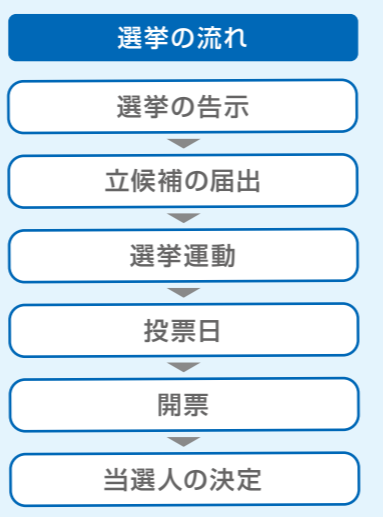 選挙の流れ
選挙の告示
立候補の届出
選挙運動
投票日
開票
当選人の決定